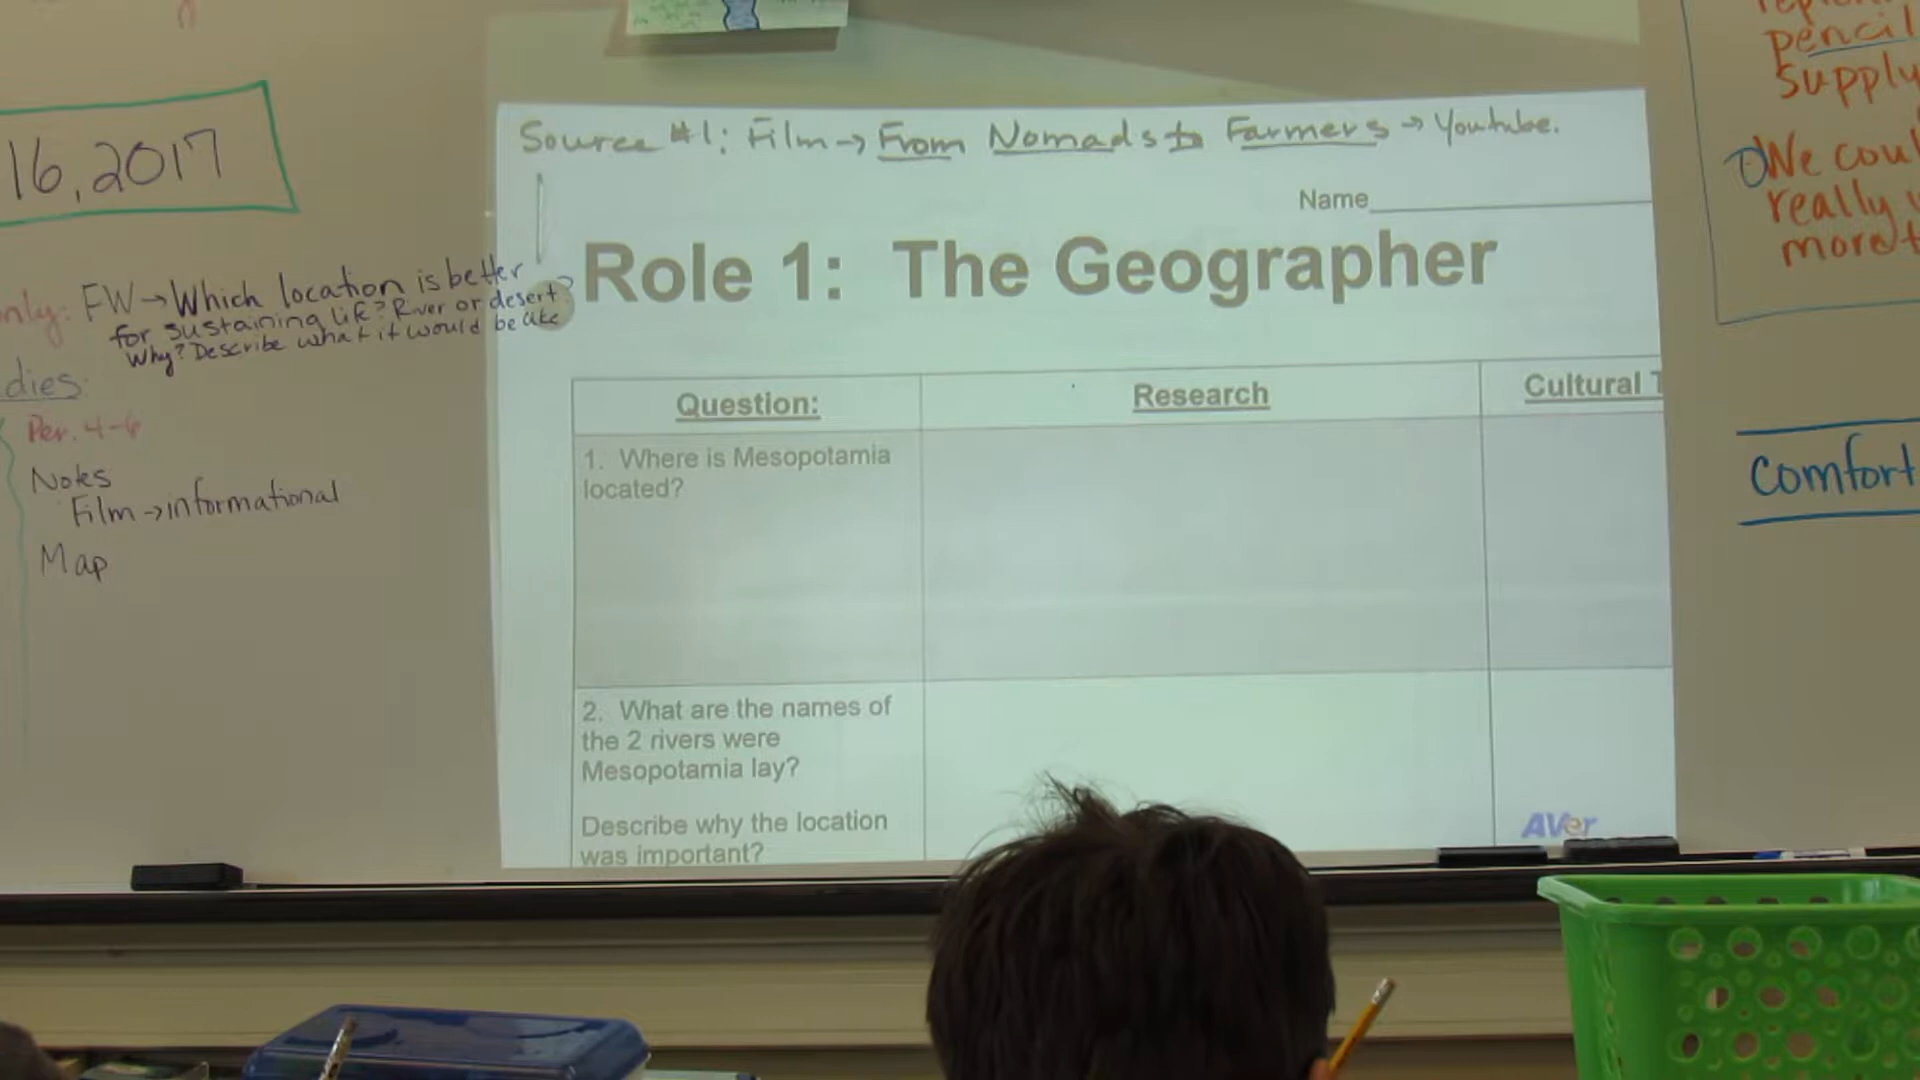 16, 2017
only: FW → Which location is better
for sustaining life? River or desert?
Why? Describe what it would be like
dies:
Per. 4-6
Notes
Film → informational
Map
Source #1: Film → From Nomads to Farmers → Youtube.
Name
Role 1: The Geographer
Question:
Research
Cultural T
1. Where is Mesopotamia
located?
2. What are the names of
the 2 rivers were
Mesopotamia lay?
Describe why the location
was important?
AVer
pencil
supply
We coul
really
more t
Comfort